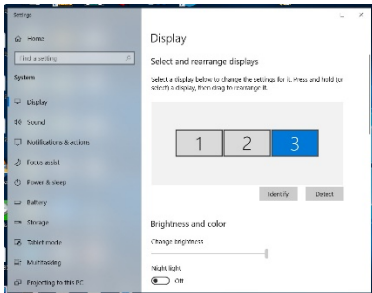 Settings
Home
Find a setting
System
Display
Sound
Notifications & actions
Focus assist
Power & sleep
Battery
Storage
Tablet mode
Multitasking
Projecting to this PC
Display
Select and rearrange displays
Select a display below to change the settings for it. Press and hold (or
select) a display, then drag to rearrange it.
1 2 3
Identify Detect
Brightness and color
Change brightness
Night light
Off